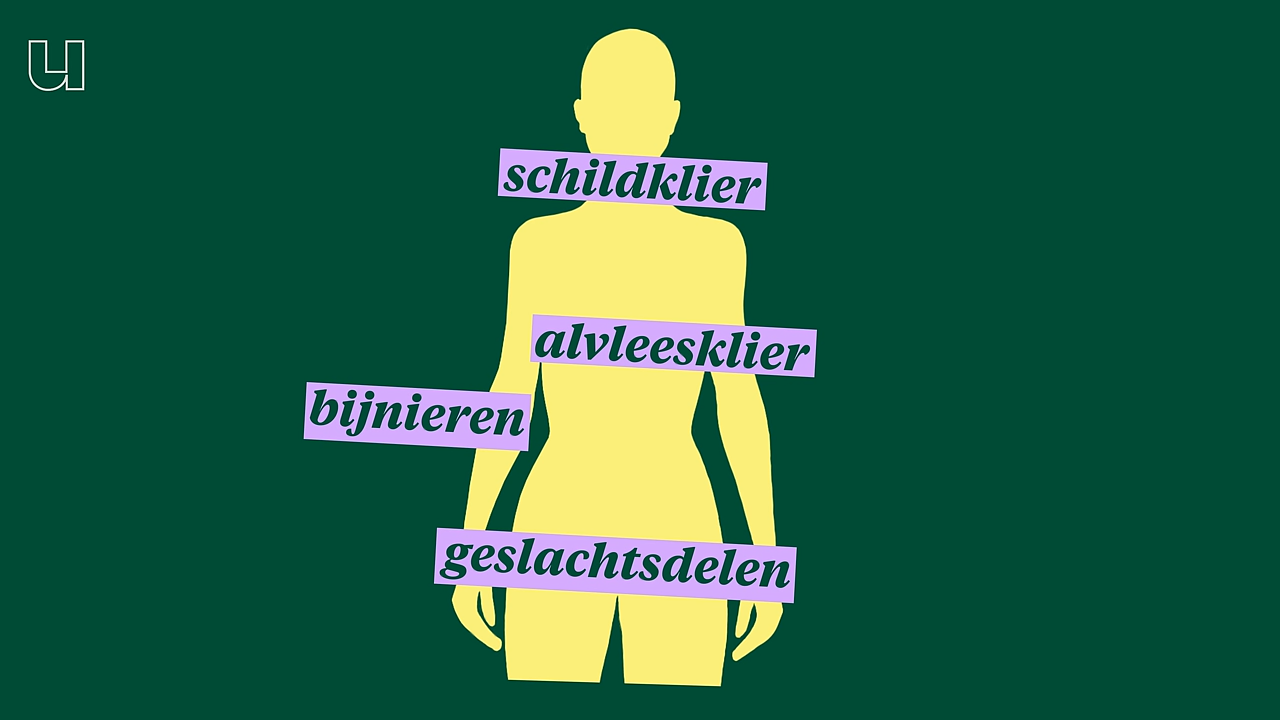 u
schildklier
alvleesklier
bijnieren
geslachtsdelen